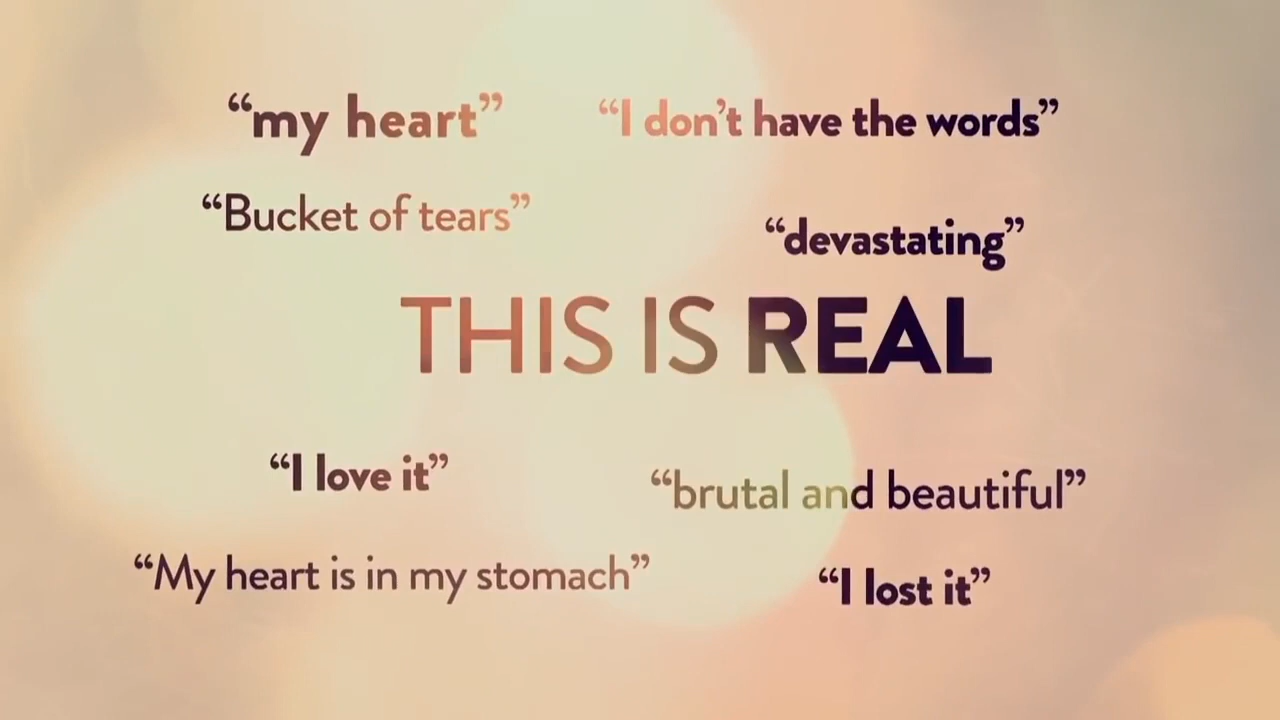 “my heart”
“I don’t have the words”
“Bucket of tears”
“devastating”
THIS IS REAL
“I love it”
“brutal and beautiful”
“My heart is in my stomach”
“I lost it”